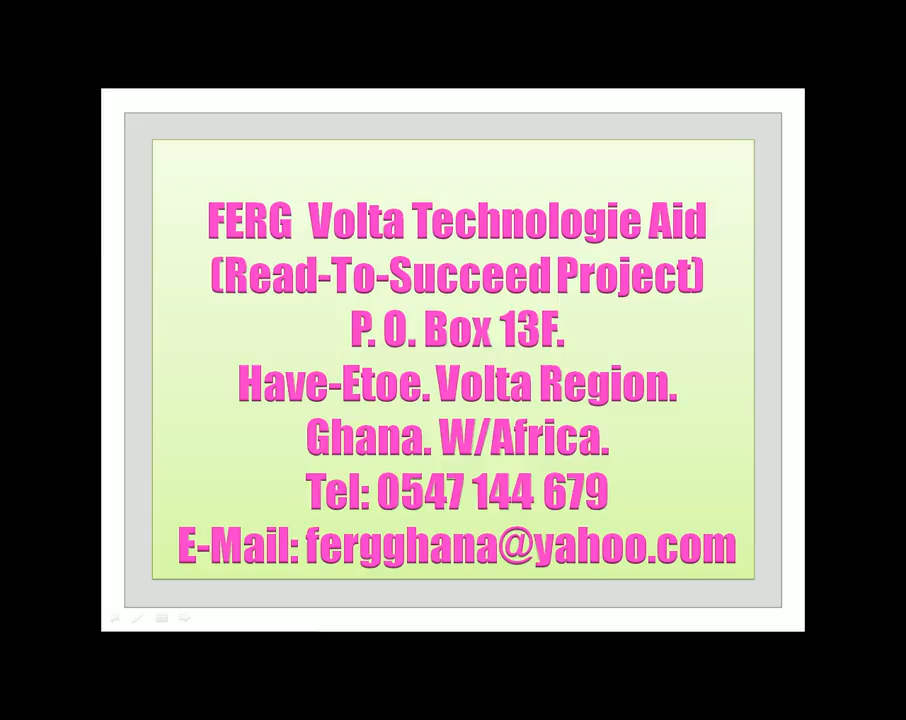 FERG Volta Technologie Aid
(Read-To-Succeed Project)
P. O. Box 13F.
Have-Etoe. Volta Region.
Ghana. W/Africa.
Tel: 0547 144 679
E-Mail: fergghana@yahoo.com